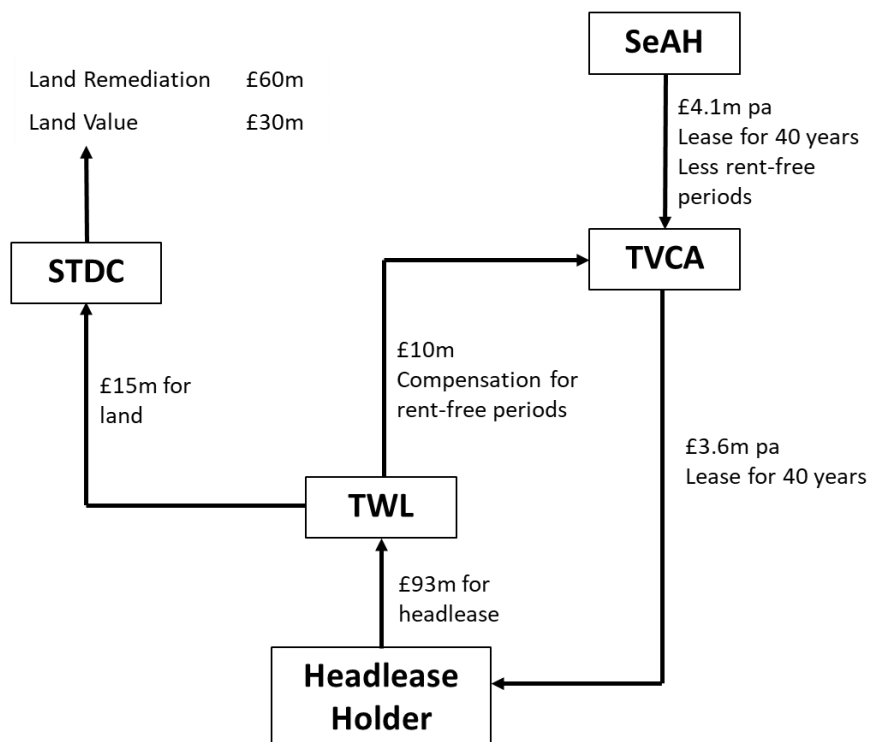 SeAH
Land Remediation £60m
Land Value £30m
£4.1m pa
Lease for 40 years
Less rent-free
periods
STDC
TVCA
£15m for
land
£10m
Compensation for
rent-free periods
£3.6m pa
Lease for 40 years
TWL
£93m for
headlease
Headlease
Holder